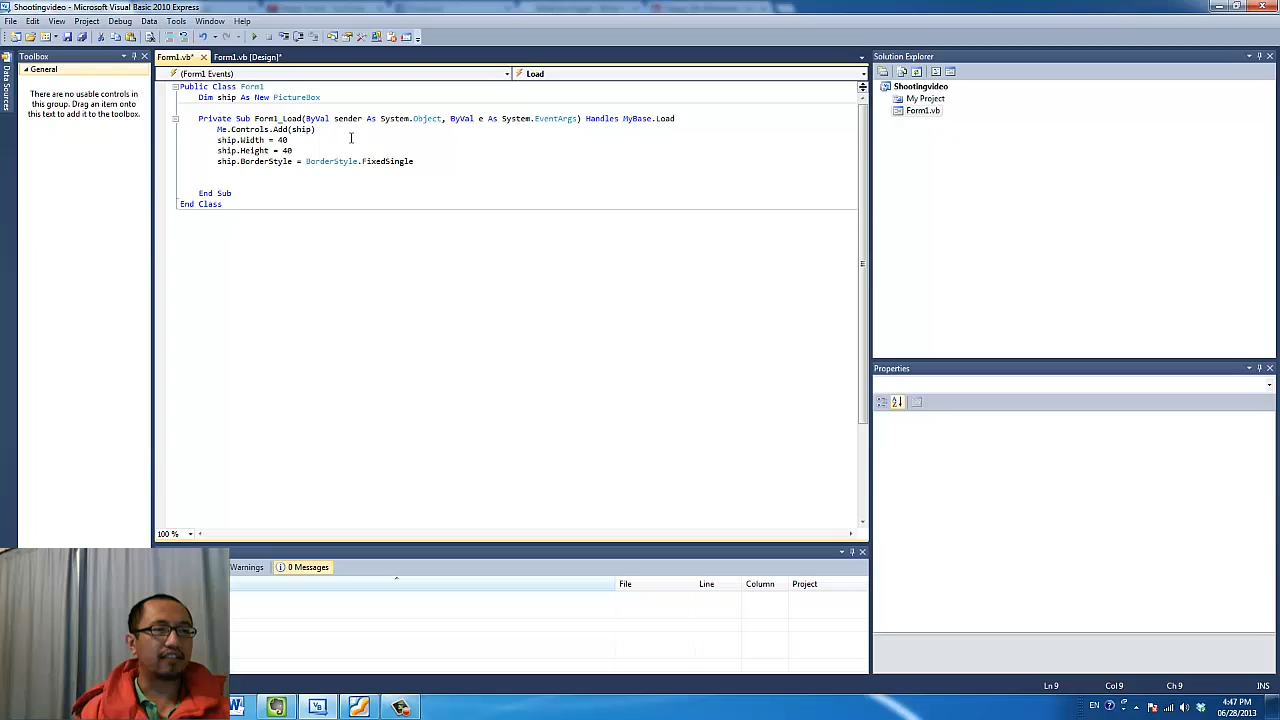 Shootingvideo - Microsoft Visual Basic 2010 Express
File Edit View Project Debug Data Tools Window Help
Toolbox
Form1.vb*
Form1.vb [Design]*
Solution Explorer
General
(Form1 Events)
Load
There are no usable controls in
this group. Drag an item onto
this text to add it to the toolbox.
Data Sources
Public Class Form1
Dim ship As New PictureBox
Private Sub Form1_Load(ByVal sender As System.Object, ByVal e As System.EventArgs) Handles MyBase.Load
Me.Controls.Add(ship)
ship.Width = 40
ship.Height = 40
ship.BorderStyle = BorderStyle.FixedSingle
End Sub
End Class
Shootingvideo
My Project
Form1.vb
Properties
100 %
Warnings
0 Messages
File Line Column Project
Ln 9 Col 9 Ch 9 INS
EN
4:47 PM
06/28/2013